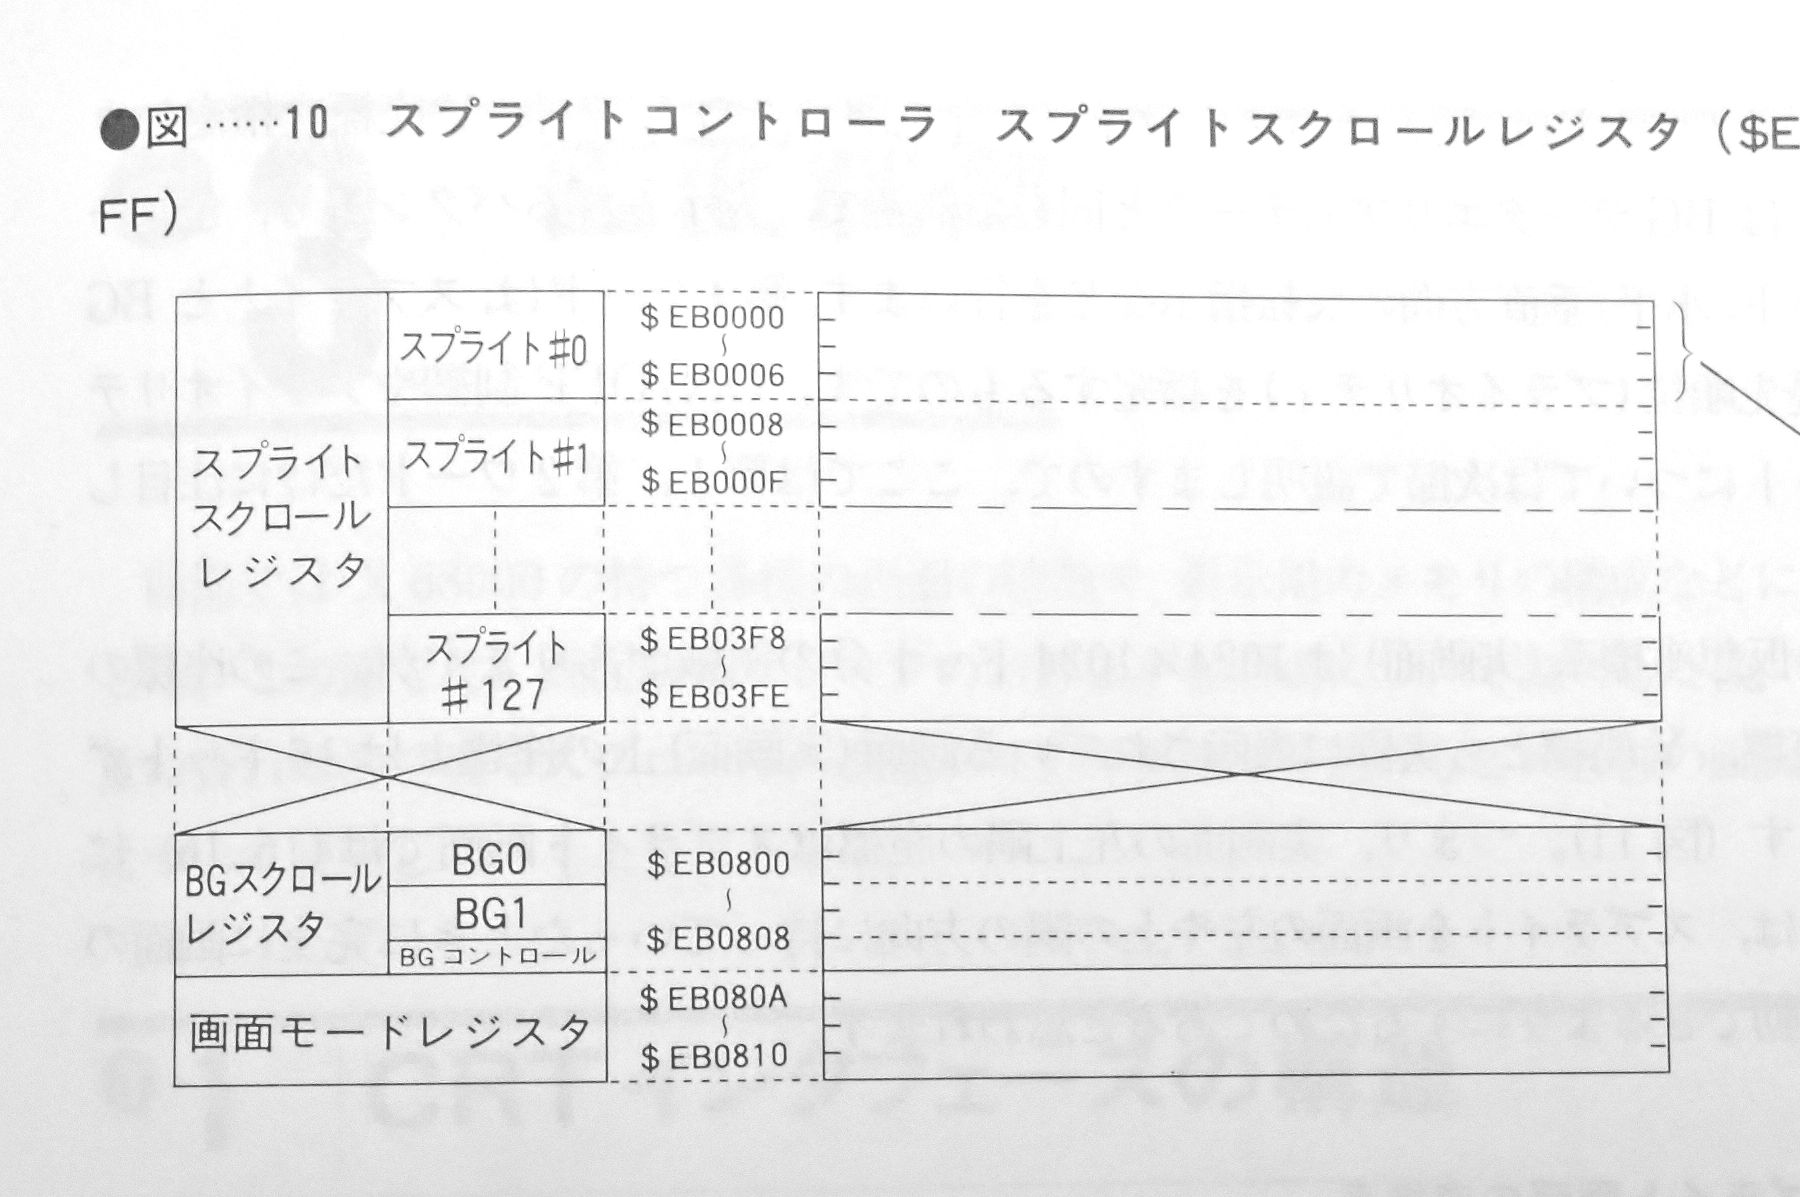 ●図……10　スプライトコントローラ　スプライトスクロールレジスタ（$E
FF)
スプライト
スクロール
レジスタ
スプライト#0
$EB0000
〜
$EB0006
スプライト#1
$EB0008
〜
$EB000F
スプライト
#127
$EB03F8
〜
$EB03FE
BGスクロール
レジスタ
BG0
BG1
BGコントロール
$EB0800
〜
$EB0808
画面モードレジスタ
$EB080A
〜
$EB0810